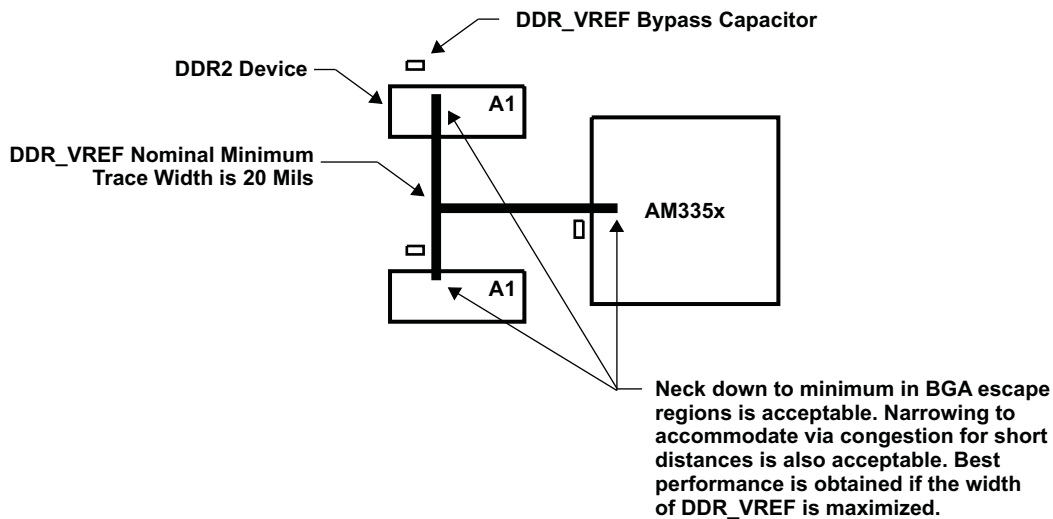 DDR_VREF Bypass Capacitor
DDR2 Device
A1
DDR_VREF Nominal Minimum
Trace Width is 20 Mils
AM335x
A1
Neck down to minimum in BGA escape
regions is acceptable. Narrowing to
accommodate via congestion for short
distances is also acceptable. Best
performance is obtained if the width
of DDR_VREF is maximized.